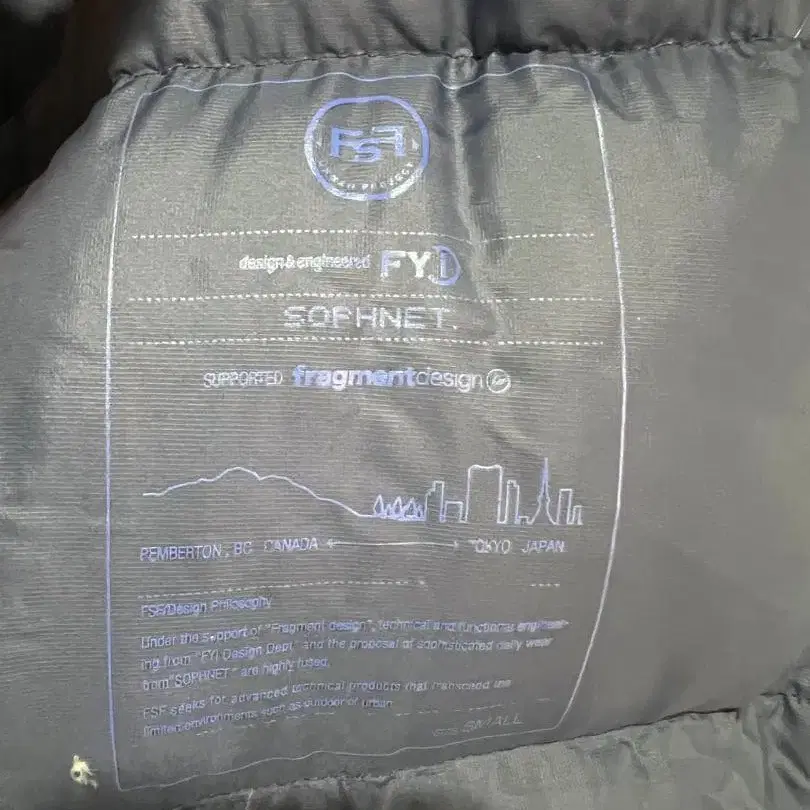 FSF
URBAN PROJECT
design & engineered FYi
SOPHNET.
SUPPORTED fragmentdesign
PEMBERTON , BC CANADA TOKYO JAPAN
FSF/Design Philosophy
Under the support of "Fragment design", technical and functional engineer-
ing from "FYI Design Dept" and the proposal of sophisticated daily wear
from "SOPHNET" are highly fused.
FSF seeks for advanced technical products that transcend the
limited environments such as outdoor or urban
SMALL